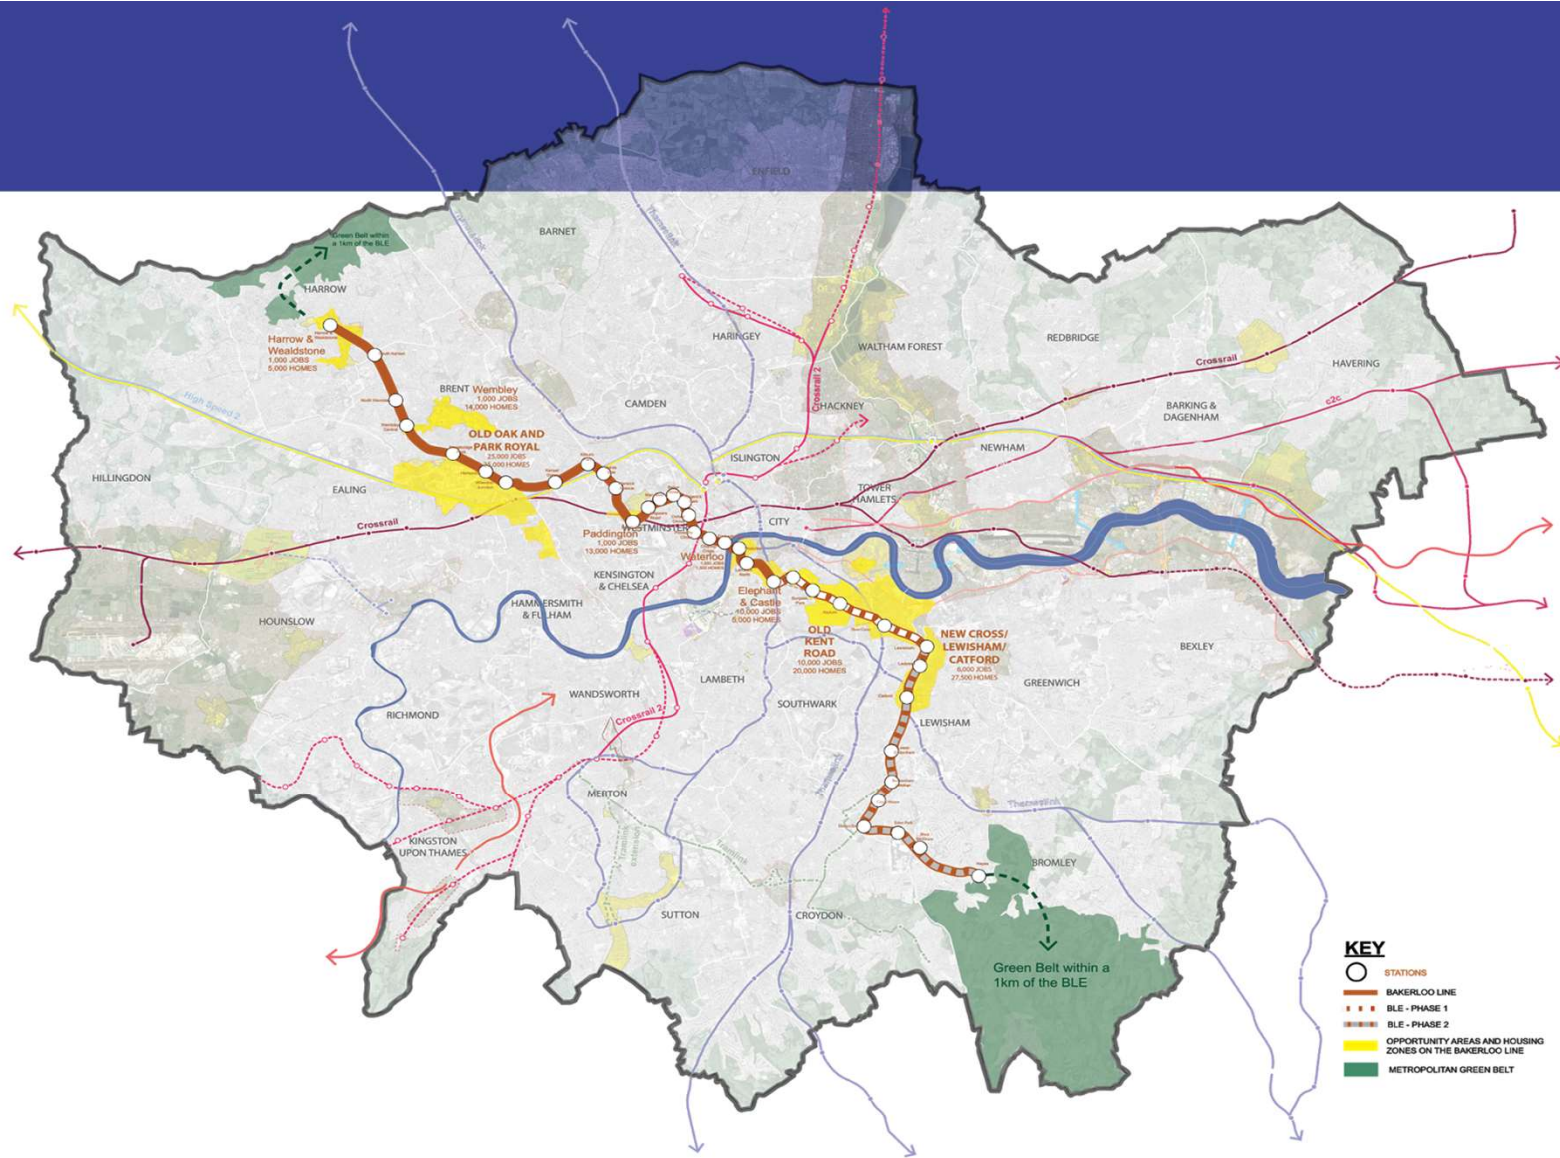 ENFIELD
Thameslink
Green Belt within
a 1km of the BLE
BARNET
HARROW
HARINGEY
WALTHAM FOREST
REDBRIDGE
HAVERING
Harrow &
Wealdstone
1,000 JOBS
5,000 HOMES
Crossrail
Crossrail 2
BRENT
Wembley
1,000 JOBS
14,000 HOMES
High Speed 2
CAMDEN
HACKNEY
c2c
BARKING &
DAGENHAM
OLD OAK AND
PARK ROYAL
25,000 JOBS
ISLINGTON
NEWHAM
HILLINGDON
EALING
TOWER
HAMLETS
Crossrail
CITY
WESTMINSTER
Paddington
1,000 JOBS
13,000 HOMES
Waterloo
KENSINGTON
& CHELSEA
Elephant
& Castle
10,000 JOBS
5,000 HOMES
HAMMERSMITH
& FULHAM
HOUNSLOW
OLD
KENT
ROAD
10,000 JOBS
20,000 HOMES
NEW CROSS/
LEWISHAM/
CATFORD
6,000 JOBS
27,500 HOMES
BEXLEY
LAMBETH
GREENWICH
WANDSWORTH
SOUTHWARK
RICHMOND
Crossrail 2
LEWISHAM
Thameslink
MERTON
Thameslink
Tramlink
Extension
Tramlink
KINGSTON
UPON THAMES
BROMLEY
SUTTON
CROYDON
Green Belt within a
1km of the BLE
KEY
STATIONS
BAKERLOO LINE
BLE - PHASE 1
BLE - PHASE 2
OPPORTUNITY AREAS AND HOUSING
ZONES ON THE BAKERLOO LINE
METROPOLITAN GREEN BELT